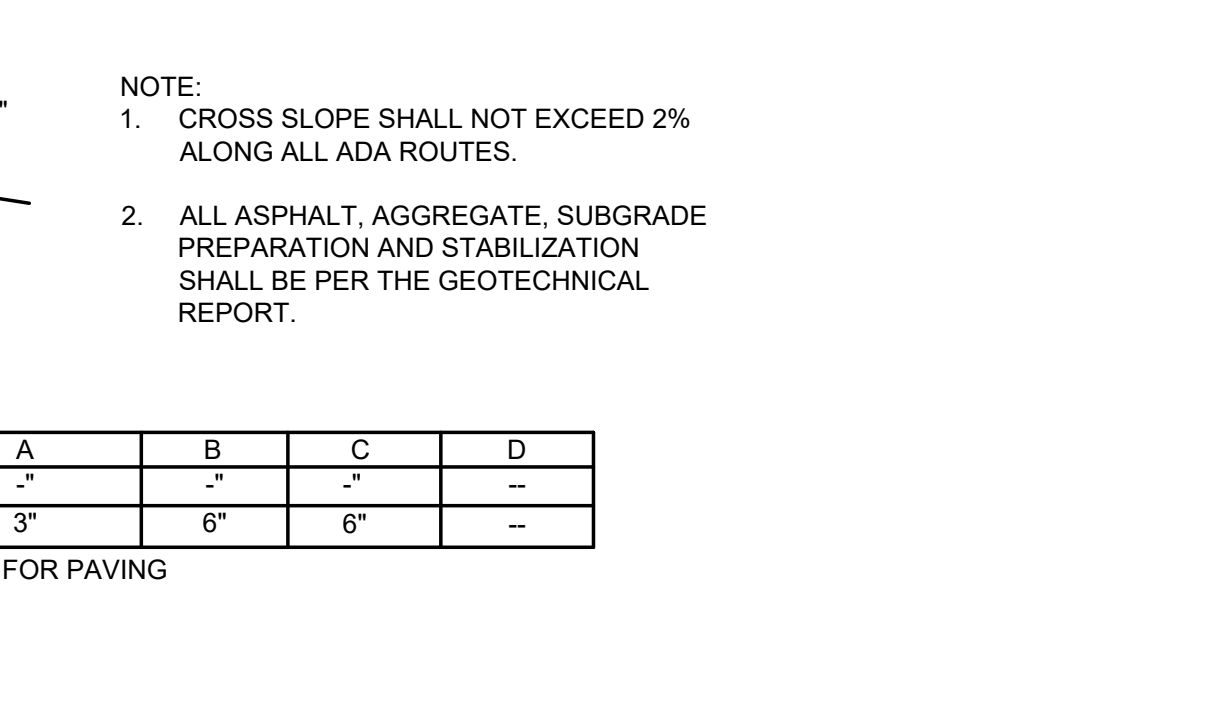 "
NOTE:
1. CROSS SLOPE SHALL NOT EXCEED 2%
ALONG ALL ADA ROUTES.
2. ALL ASPHALT, AGGREGATE, SUBGRADE
PREPARATION AND STABILIZATION
SHALL BE PER THE GEOTECHNICAL
REPORT.
A B C D
-" -" -" --
3" 6" 6" --
FOR PAVING